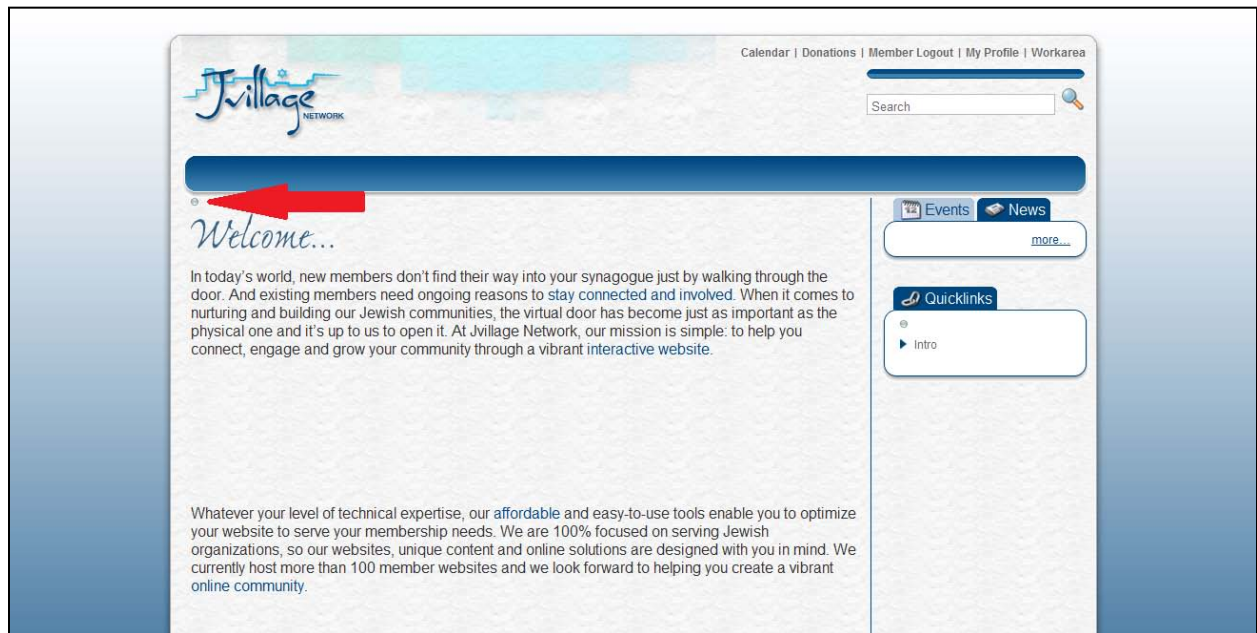 Calendar | Donations | Member Logout | My Profile | Workarea
Jvillage
NETWORK
Search
Events
News
more...
Welcome...
In today's world, new members don't find their way into your synagogue just by walking through the
door. And existing members need ongoing reasons to stay connected and involved. When it comes to
nurturing and building our Jewish communities, the virtual door has become just as important as the
physical one and it's up to us to open it. At Jvillage Network, our mission is simple: to help you
connect, engage and grow your community through a vibrant interactive website.
Quicklinks
Intro
Whatever your level of technical expertise, our affordable and easy-to-use tools enable you to optimize
your website to serve your membership needs. We are 100% focused on serving Jewish
organizations, so our websites, unique content and online solutions are designed with you in mind. We
currently host more than 100 member websites and we look forward to helping you create a vibrant
online community.